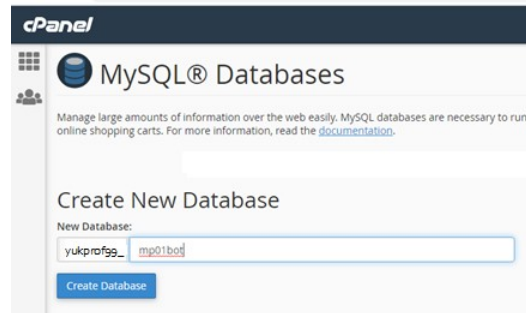 cPanel
MySQL® Databases
Manage large amounts of information over the web easily. MySQL databases are necessary to run
online shopping carts. For more information, read the documentation.
Create New Database
New Database:
yukprofgg_ mp01bot
Create Database